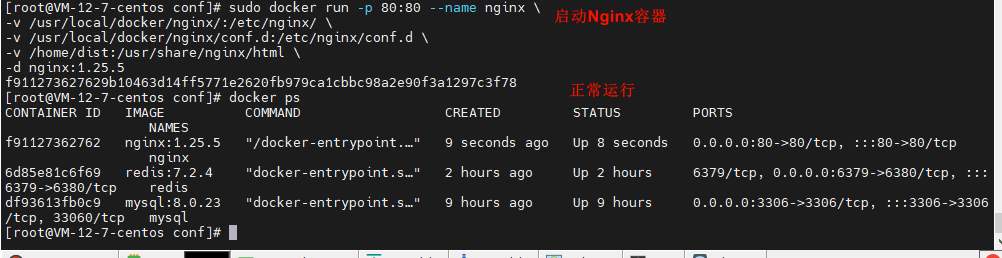 [root@VM-12-7-centos conf]# sudo docker run -p 80:80 --name nginx \
启动Nginx容器
-v /usr/local/docker/nginx/:/etc/nginx/ \
-v /usr/local/docker/nginx/conf.d:/etc/nginx/conf.d \
-v /home/dist:/usr/share/nginx/html \
-d nginx:1.25.5
f911273627629b10463d14ff5771e2620fb979ca1cbbc98a2e90f3a1297c3f78
正常运行
[root@VM-12-7-centos conf]# docker ps
CONTAINER ID   IMAGE          COMMAND                  CREATED         STATUS         PORTS
NAMES
f91127362762   nginx:1.25.5   "/docker-entrypoint.…"   9 seconds ago   Up 8 seconds   0.0.0.0:80->80/tcp, :::80->80/tcp
nginx
6d85e81c6f69   redis:7.2.4    "docker-entrypoint.s…"   2 hours ago     Up 2 hours     6379/tcp, 0.0.0.0:6379->6380/tcp, :::
6379->6380/tcp    redis
df93613fb0c9   mysql:8.0.23   "docker-entrypoint.s…"   9 hours ago     Up 9 hours     0.0.0.0:3306->3306/tcp, :::3306->3306
/tcp, 33060/tcp    mysql
[root@VM-12-7-centos conf]#